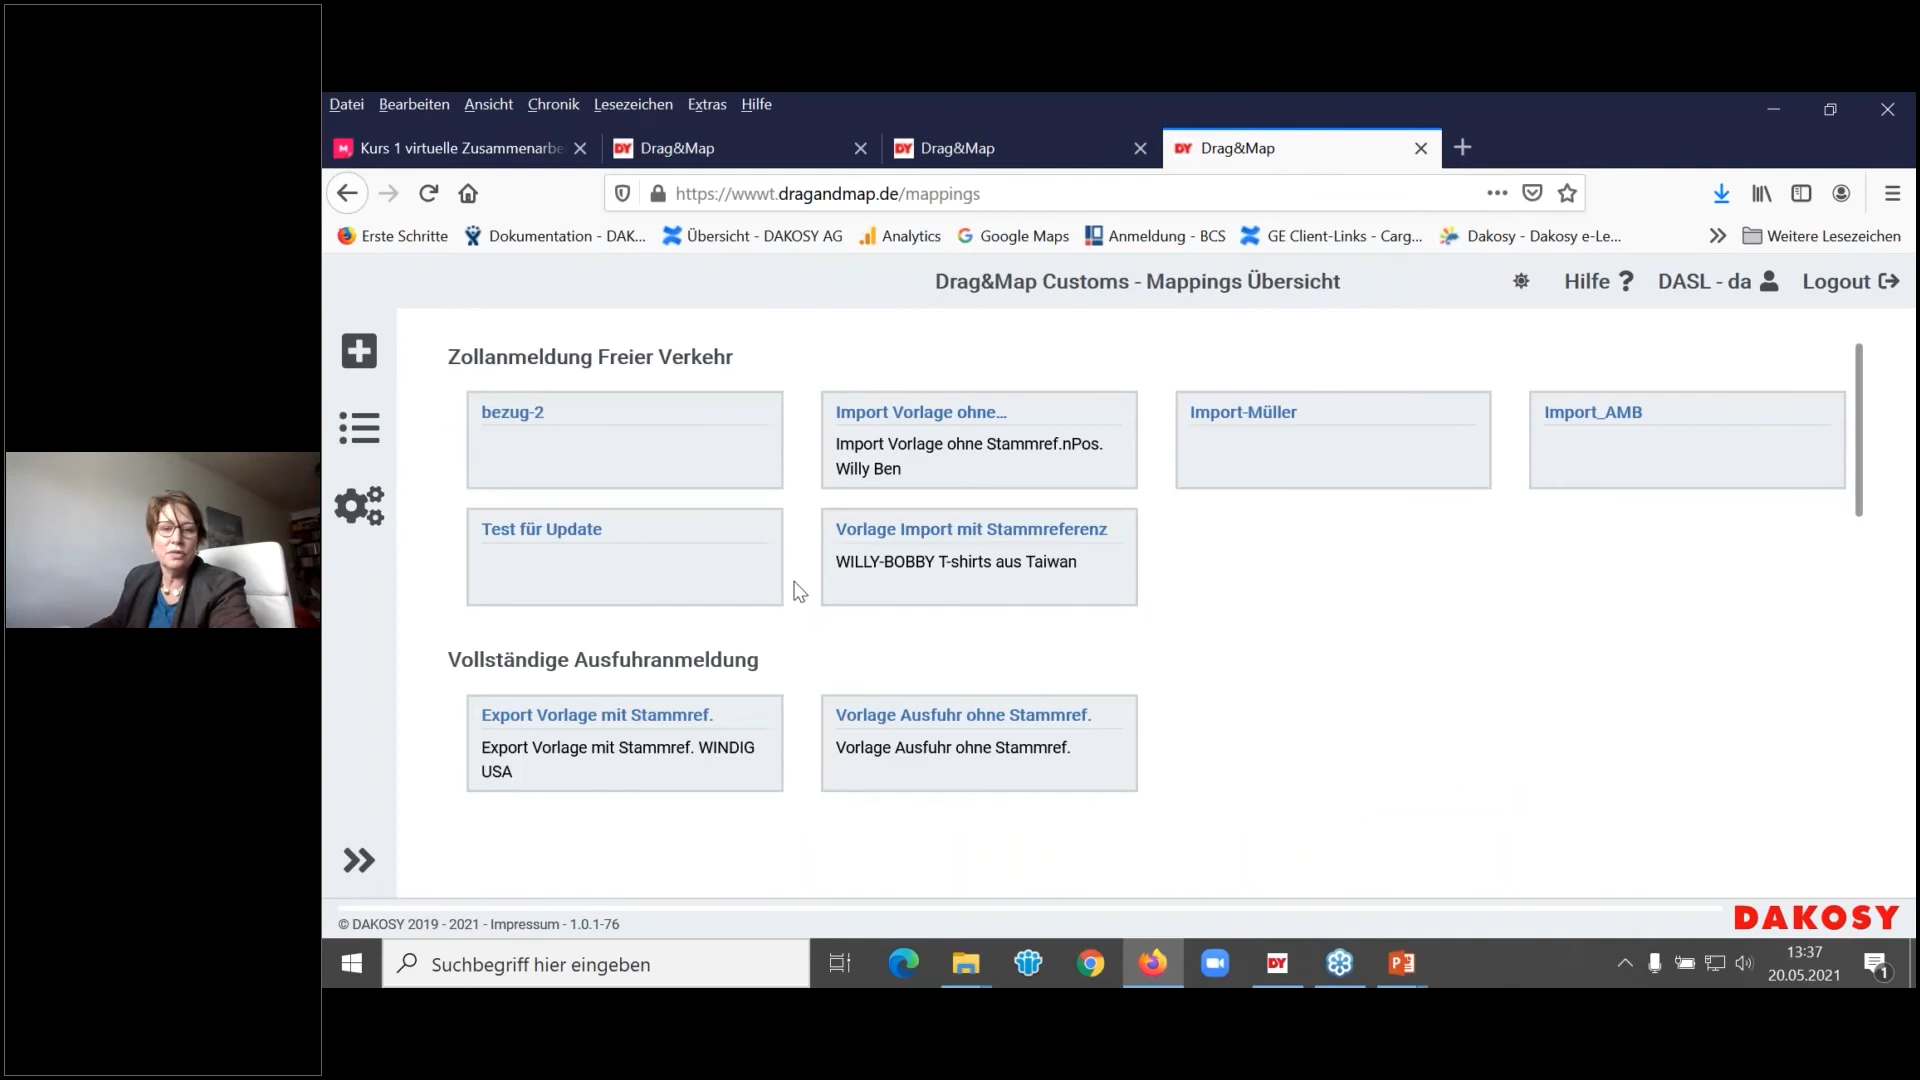 Datei Bearbeiten Ansicht Chronik Lesezeichen Extras Hilfe
Kurs 1 virtuelle Zusammenarbe
DY Drag&Map
DY Drag&Map
DY Drag&Map
https://wwwt.dragandmap.de/mappings
Erste Schritte Dokumentation - DAK... Übersicht - DAKOSY AG Analytics Google Maps Anmeldung - BCS GE Client-Links - Carg... Dakosy - Dakosy e-Le... Weitere Lesezeichen
Drag&Map Customs - Mappings Übersicht Hilfe ? DASL - da Logout
Zollanmeldung Freier Verkehr
bezug-2
Import Vorlage ohne...
Import Vorlage ohne Stammref.nPos.
Willy Ben
Import-Müller
Import_AMB
Test für Update
Vorlage Import mit Stammreferenz
WILLY-BOBBY T-shirts aus Taiwan
Vollständige Ausfuhranmeldung
Export Vorlage mit Stammref.
Export Vorlage mit Stammref. WINDIG
USA
Vorlage Ausfuhr ohne Stammref.
Vorlage Ausfuhr ohne Stammref.
© DAKOSY 2019 - 2021 - Impressum - 1.0.1-76
DAKOSY
Suchbegriff hier eingeben
DY
13:37
20.05.2021
1